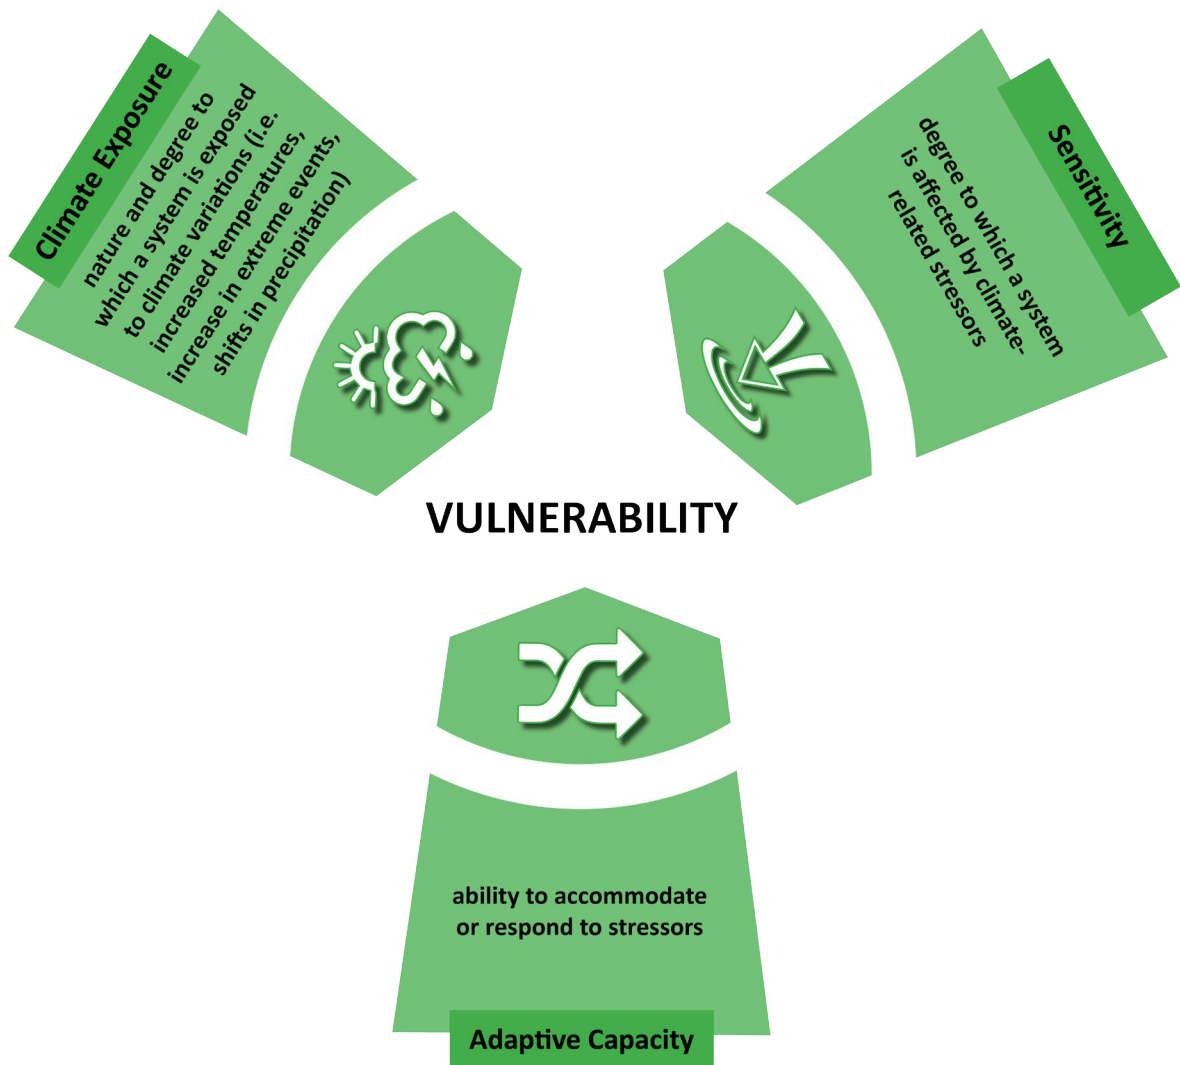 Climate Exposure
nature and degree to
which a system is exposed
to climate variations (i.e.
increased temperatures,
increase in extreme events,
shifts in precipitation)
Sensitivity
degree to which a system
is affected by climate-
related stressors
VULNERABILITY
ability to accommodate
or respond to stressors
Adaptive Capacity